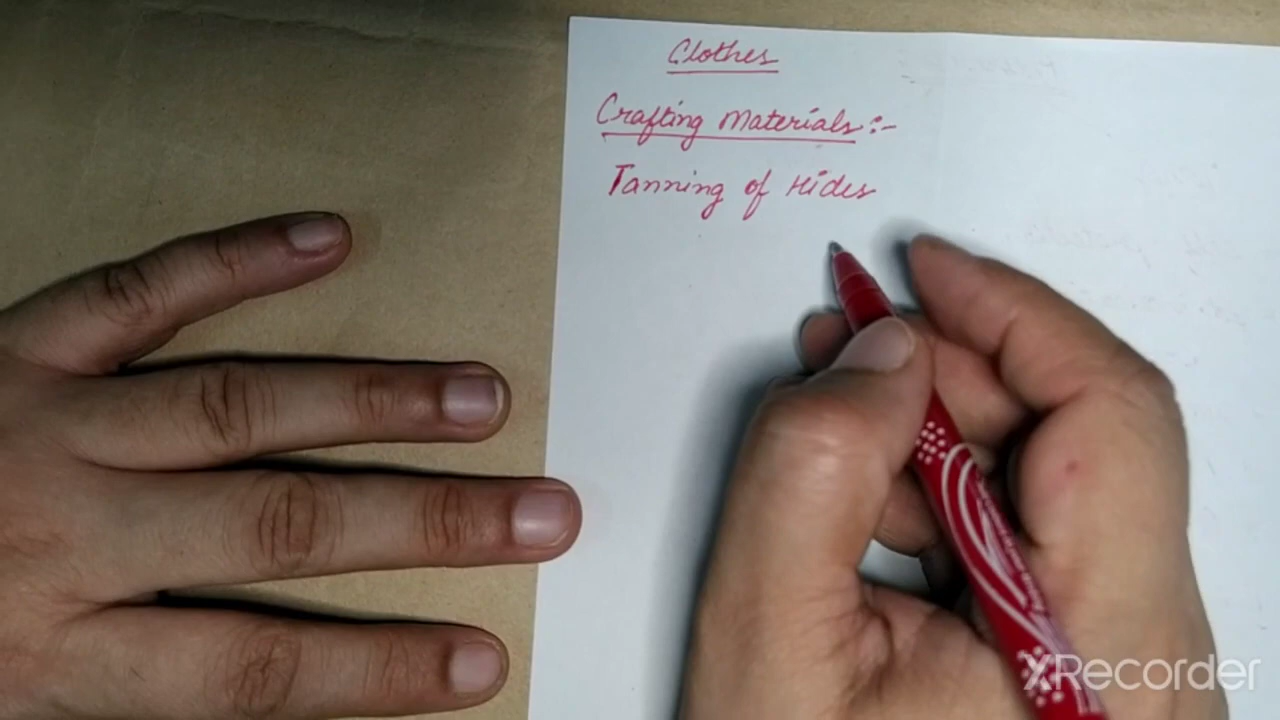 Clothes
Crafting Materials:-
Tanning of Hides
XRecorder